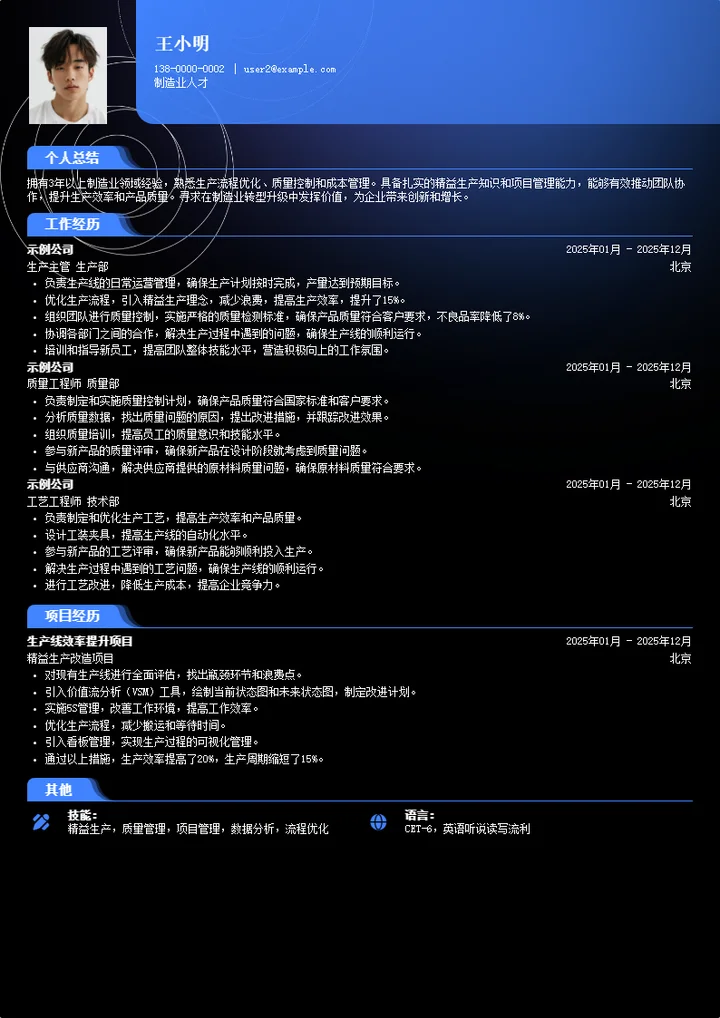 王小明
138-0000-0002 | user2@example.com
制造业人才
个人总结
拥有3年以上制造业领域经验，熟悉生产流程优化、质量控制和成本管理。具备扎实的精益生产知识和项目管理能力，能够有效推动团队协
作，提升生产效率和产品质量。寻求在制造业转型升级中发挥价值，为企业带来创新和增长。
工作经历
示例公司 2025年01月 - 2025年12月
生产主管 生产部 北京
• 负责生产线的日常运营管理，确保生产计划按时完成，产量达到预期目标。
• 优化生产流程，引入精益生产理念，减少浪费，提高生产效率，提升了15%。
• 组织团队进行质量控制，实施严格的质量检测标准，确保产品质量符合客户要求，不良品率降低了8%。
• 协调各部门之间的合作，解决生产过程中遇到的问题，确保生产线的顺利运行。
• 培训和指导新员工，提高团队整体技能水平，营造积极向上的工作氛围。
示例公司 2025年01月 - 2025年12月
质量工程师 质量部 北京
• 负责制定和实施质量控制计划，确保产品质量符合国家标准和客户要求。
• 分析质量数据，找出质量问题的原因，提出改进措施，并跟踪改进效果。
• 组织质量培训，提高员工的质量意识和技能水平。
• 参与新产品的质量评审，确保新产品在设计阶段就考虑到质量问题。
• 与供应商沟通，解决供应商提供的原材料质量问题，确保原材料质量符合要求。
示例公司 2025年01月 - 2025年12月
工艺工程师 技术部 北京
• 负责制定和优化生产工艺，提高生产效率和产品质量。
• 设计工装夹具，提高生产线的自动化水平。
• 参与新产品的工艺评审，确保新产品能够顺利投入生产。
• 解决生产过程中遇到的工艺问题，确保生产线的顺利运行。
• 进行工艺改进，降低生产成本，提高企业竞争力。
项目经历
生产线效率提升项目 2025年01月 - 2025年12月
精益生产改造项目 北京
• 对现有生产线进行全面评估，找出瓶颈环节和浪费点。
• 引入价值流分析（VSM）工具，绘制当前状态图和未来状态图，制定改进计划。
• 实施5S管理，改善工作环境，提高工作效率。
• 优化生产流程，减少搬运和等待时间。
• 引入看板管理，实现生产过程的可视化管理。
• 通过以上措施，生产效率提高了20%，生产周期缩短了15%。
其他
技能：
精益生产，质量管理，项目管理，数据分析，流程优化
语言：
CET-6，英语听说读写流利